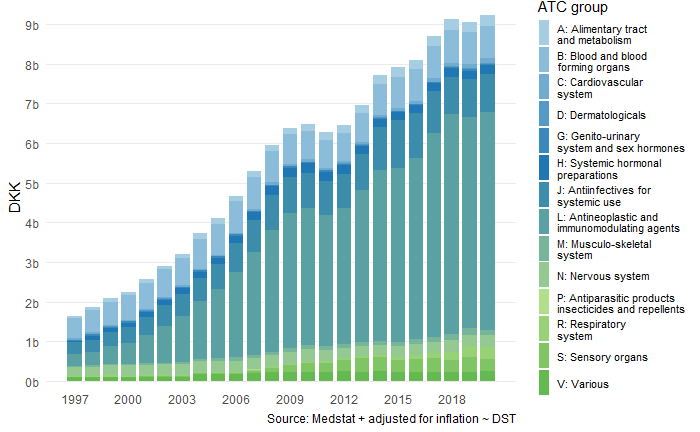 ATC group
9b
8b
7b
6b
5b
4b
3b
2b
1b
0b
DKK
1997
2000
2003
2006
2009
2012
2015
2018
Source: Medstat + adjusted for inflation ~ DST
A: Alimentary tract
and metabolism
B: Blood and blood
forming organs
C: Cardiovascular
system
D: Dermatologicals
G: Genito-urinary
system and sex hormones
H: Systemic hormonal
preparations
J: Antiinfectives for
systemic use
L: Antineoplastic and
immunomodulating agents
M: Musculo-skeletal
system
N: Nervous system
P: Antiparasitic products
insecticides and repellents
R: Respiratory
system
S: Sensory organs
V: Various